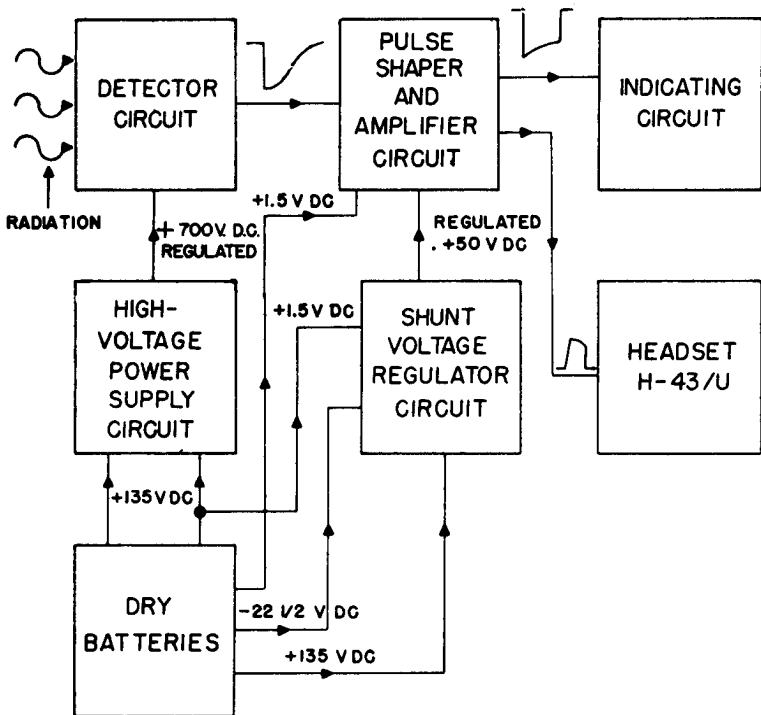 DETECTOR
CIRCUIT
PULSE
SHAPER
AND
AMPLIFIER
CIRCUIT
INDICATING
CIRCUIT
RADIATION
+700V. D.C.
REGULATED
+1.5 V DC
REGULATED
. +50 V DC
HIGH-
VOLTAGE
POWER
SUPPLY
CIRCUIT
+1.5V DC
SHUNT
VOLTAGE
REGULATOR
CIRCUIT
HEADSET
H-43/U
+135 V DC
DRY
BATTERIES
-22 1/2 V DC
+135 V DC